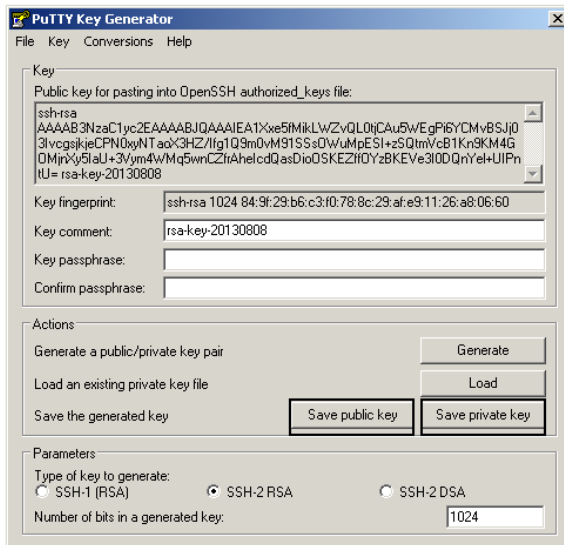 PuTTY Key Generator
File Key Conversions Help
Key
Public key for pasting into OpenSSH authorized_keys file:
ssh-rsa
AAAAB3NzaC1yc2EAAAABJQAAAIEA1Xxe5fMikLWZvQL0tjCAu5WEgPi6YCMvBSJj0
3IvcgsjkjeCPN0xyNTacX3HZ/Ifg1Q9m0vM91SSsOWuMpESI+zSQtmVcB1Kn9KM4G
OMjnXy5IaU+3Vym4WMq5wnCZfrAhelcdQasDioOSKEZffOYzBKEVe3I0DQnYel+UIPn
tU= rsa-key-20130808
Key fingerprint: ssh-rsa 1024 84:9f:29:b6:c3:f0:78:8c:29:af:e9:11:26:a8:06:60
Key comment: rsa-key-20130808
Key passphrase:
Confirm passphrase:
Actions
Generate a public/private key pair Generate
Load an existing private key file Load
Save the generated key Save public key Save private key
Parameters
Type of key to generate:
SSH-1 (RSA) SSH-2 RSA SSH-2 DSA
Number of bits in a generated key: 1024